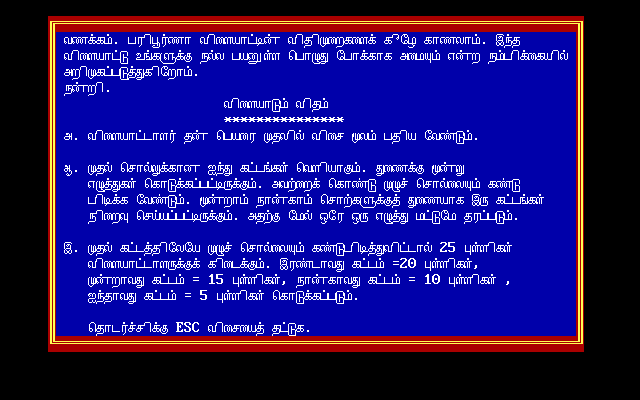 வணக்கம். பரிபூர்ணா விளையாட்டின் விதிமுறைகளைக் கீழே காணலாம். இந்த
விளையாட்டு உங்களுக்கு நல்ல பயனுள்ள பொழுது போக்காக அமையும் என்ற நம்பிக்கையில்
அறிமுகப்படுத்துகிறோம்.
நன்றி.
விளையாடும் விதம்
***************
அ. விளையாட்டாளர் தன் பெயரை முதலில் விசை மூலம் பதிய வேண்டும்.
ஆ. முதல் சொல்லுக்கான ஐந்து கட்டங்கள் வெளியாகும். துணைக்கு மூன்று
எழுத்துகள் கொடுக்கப்பட்டிருக்கும். அவற்றைக் கொண்டு முழுச் சொல்லையும் கண்டு
பிடிக்க வேண்டும். மூன்றாம் நான்காம் சொற்களுக்குத் துணையாக இரு கட்டங்கள்
நிறைவு செய்யப்பட்டிருக்கும். அதற்கு மேல் ஒரே ஒரு எழுத்து மட்டுமே தரப்படும்.
இ. முதல் கட்டத்திலேயே முழுச் சொல்லையும் கண்டுபிடித்துவிட்டால் 25 புள்ளிகள்
விளையாட்டாளருக்குக் கிடைக்கும். இரண்டாவது கட்டம் =20 புள்ளிகள்,
மூன்றாவது கட்டம் = 15 புள்ளிகள், நான்காவது கட்டம் = 10 புள்ளிகள் ,
ஐந்தாவது கட்டம் = 5 புள்ளிகள் கொடுக்கப்படும்.
தொடர்ச்சிக்கு ESC விசையைத் தட்டுக.